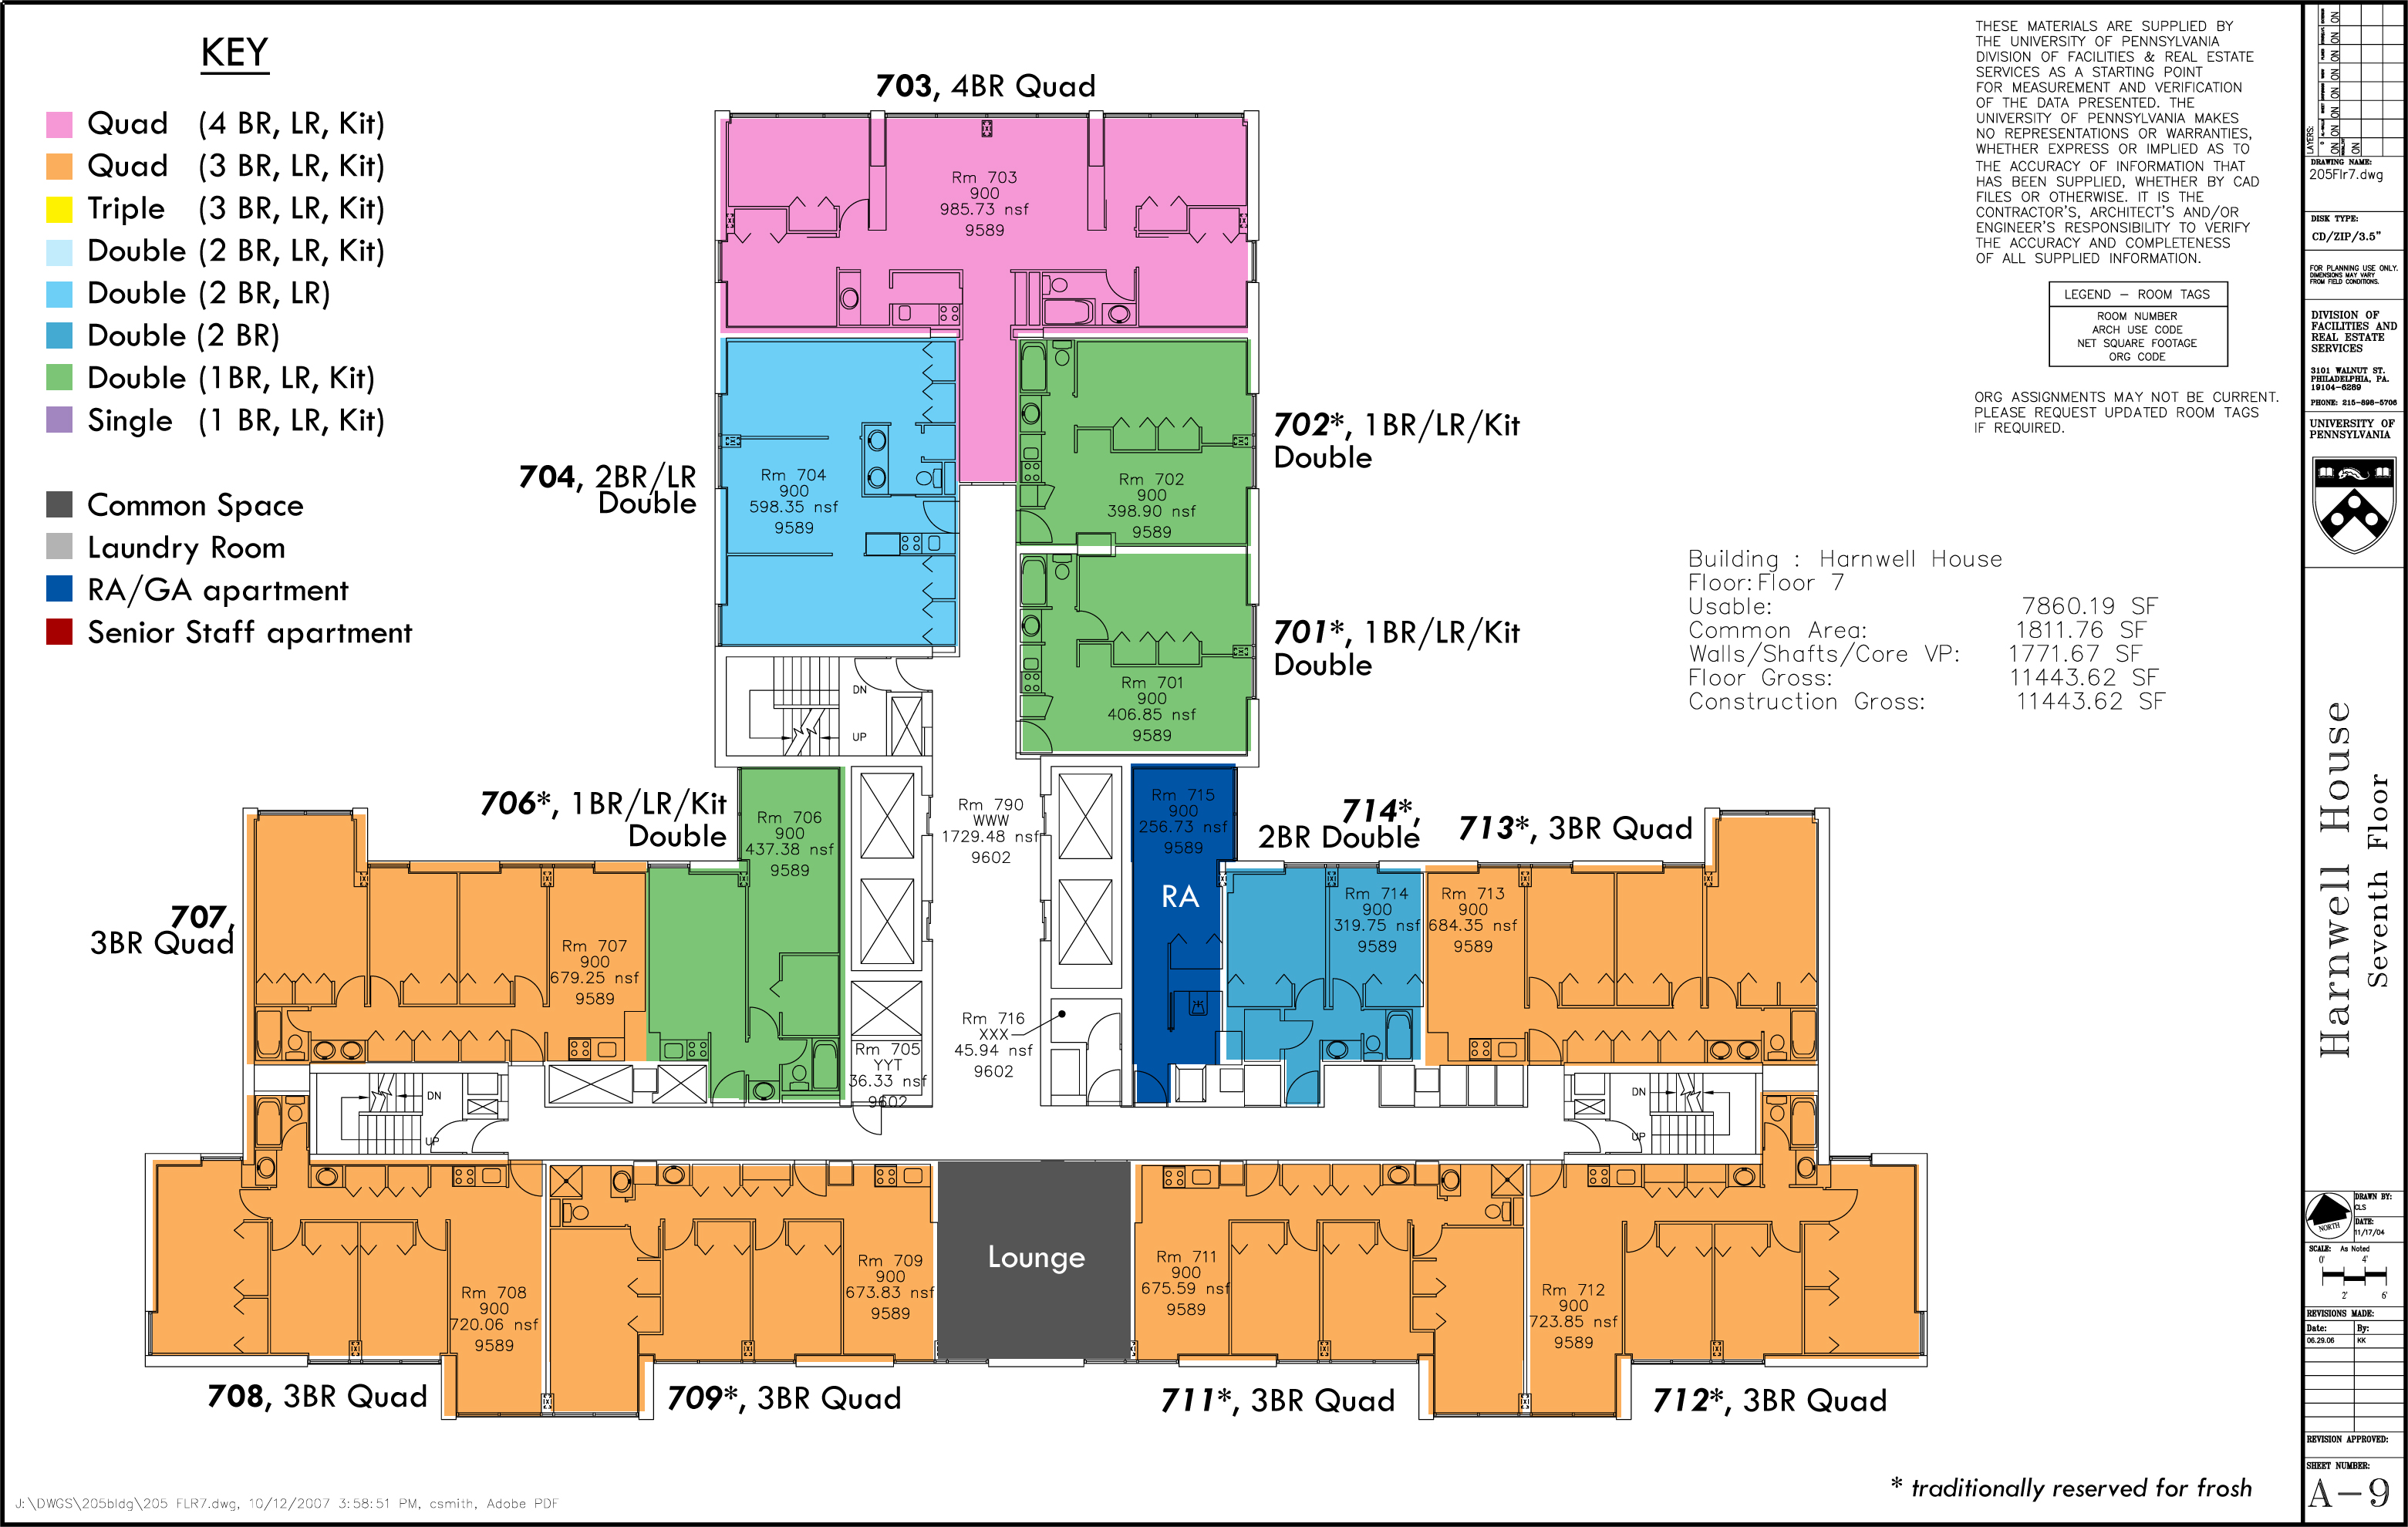 KEY
Quad (4 BR, LR, Kit)
Quad (3 BR, LR, Kit)
Triple (3 BR, LR, Kit)
Double (2 BR, LR, Kit)
Double (2 BR, LR)
Double (2 BR)
Double (1BR, LR, Kit)
Single (1 BR, LR, Kit)
Common Space
Laundry Room
RA/GA apartment
Senior Staff apartment
703, 4BR Quad
Rm 703
900
985.73 nsf
9589
704, 2BR/LR
Double
Rm 704
900
598.35 nsf
9589
702*, 1BR/LR/Kit
Double
Rm 702
900
398.90 nsf
9589
701*, 1BR/LR/Kit
Double
Rm 701
900
406.85 nsf
9589
DN
UP
706*, 1BR/LR/Kit
Double
Rm 706
900
437.38 nsf
9589
Rm 790
WWW
1729.48 nsf
9602
Rm 715
900
256.73 nsf
9589
RA
714*,
2BR Double
Rm 714
900
319.75 nsf
9589
713*, 3BR Quad
Rm 713
900
684.35 nsf
9589
707,
3BR Quad
Rm 707
900
679.25 nsf
9589
Rm 705
YYT
36.33 nsf
9602
Rm 716
XXX
45.94 nsf
9602
DN
UP
DN
UP
Rm 708
900
720.06 nsf
9589
708, 3BR Quad
Rm 709
900
673.83 nsf
9589
709*, 3BR Quad
Lounge
Rm 711
900
675.59 nsf
9589
711*, 3BR Quad
Rm 712
900
723.85 nsf
9589
712*, 3BR Quad
THESE MATERIALS ARE SUPPLIED BY
THE UNIVERSITY OF PENNSYLVANIA
DIVISION OF FACILITIES & REAL ESTATE
SERVICES AS A STARTING POINT
FOR MEASUREMENT AND VERIFICATION
OF THE DATA PRESENTED. THE
UNIVERSITY OF PENNSYLVANIA MAKES
NO REPRESENTATIONS OR WARRANTIES,
WHETHER EXPRESS OR IMPLIED AS TO
THE ACCURACY OF INFORMATION THAT
HAS BEEN SUPPLIED, WHETHER BY CAD
FILES OR OTHERWISE. IT IS THE
CONTRACTOR'S, ARCHITECT'S AND/OR
ENGINEER'S RESPONSIBILITY TO VERIFY
THE ACCURACY AND COMPLETENESS
OF ALL SUPPLIED INFORMATION.
LEGEND - ROOM TAGS
ROOM NUMBER
ARCH USE CODE
NET SQUARE FOOTAGE
ORG CODE
ORG ASSIGNMENTS MAY NOT BE CURRENT.
PLEASE REQUEST UPDATED ROOM TAGS
IF REQUIRED.
Building : Harnwell House
Floor:Floor 7
Usable: 7860.19 SF
Common Area: 1811.76 SF
Walls/Shafts/Core VP: 1771.67 SF
Floor Gross: 11443.62 SF
Construction Gross: 11443.62 SF
* traditionally reserved for frosh
J:\DWGS\205bldg\205 FLR7.dwg, 10/12/2007 3:58:51 PM, csmith, Adobe PDF
LAYERS:
ON ON ON ON ON ON ON
ON
DRAWING NAME:
205Flr7.dwg
DISK TYPE:
CD/ZIP/3.5"
FOR PLANNING USE ONLY.
DIMENSIONS MAY VARY
FROM FIELD CONDITIONS.
DIVISION OF
FACILITIES AND
REAL ESTATE
SERVICES
3101 WALNUT ST.
PHILADELPHIA, PA.
19104-6289
PHONE: 215-898-5706
UNIVERSITY OF
PENNSYLVANIA
Harnwell House
Seventh Floor
NORTH
DRAWN BY:
CLS
DATE:
11/17/04
SCALE: As Noted
0' 4'
2' 6'
REVISIONS MADE:
Date: By:
06.29.06 KK
REVISION APPROVED:
SHEET NUMBER:
A-9